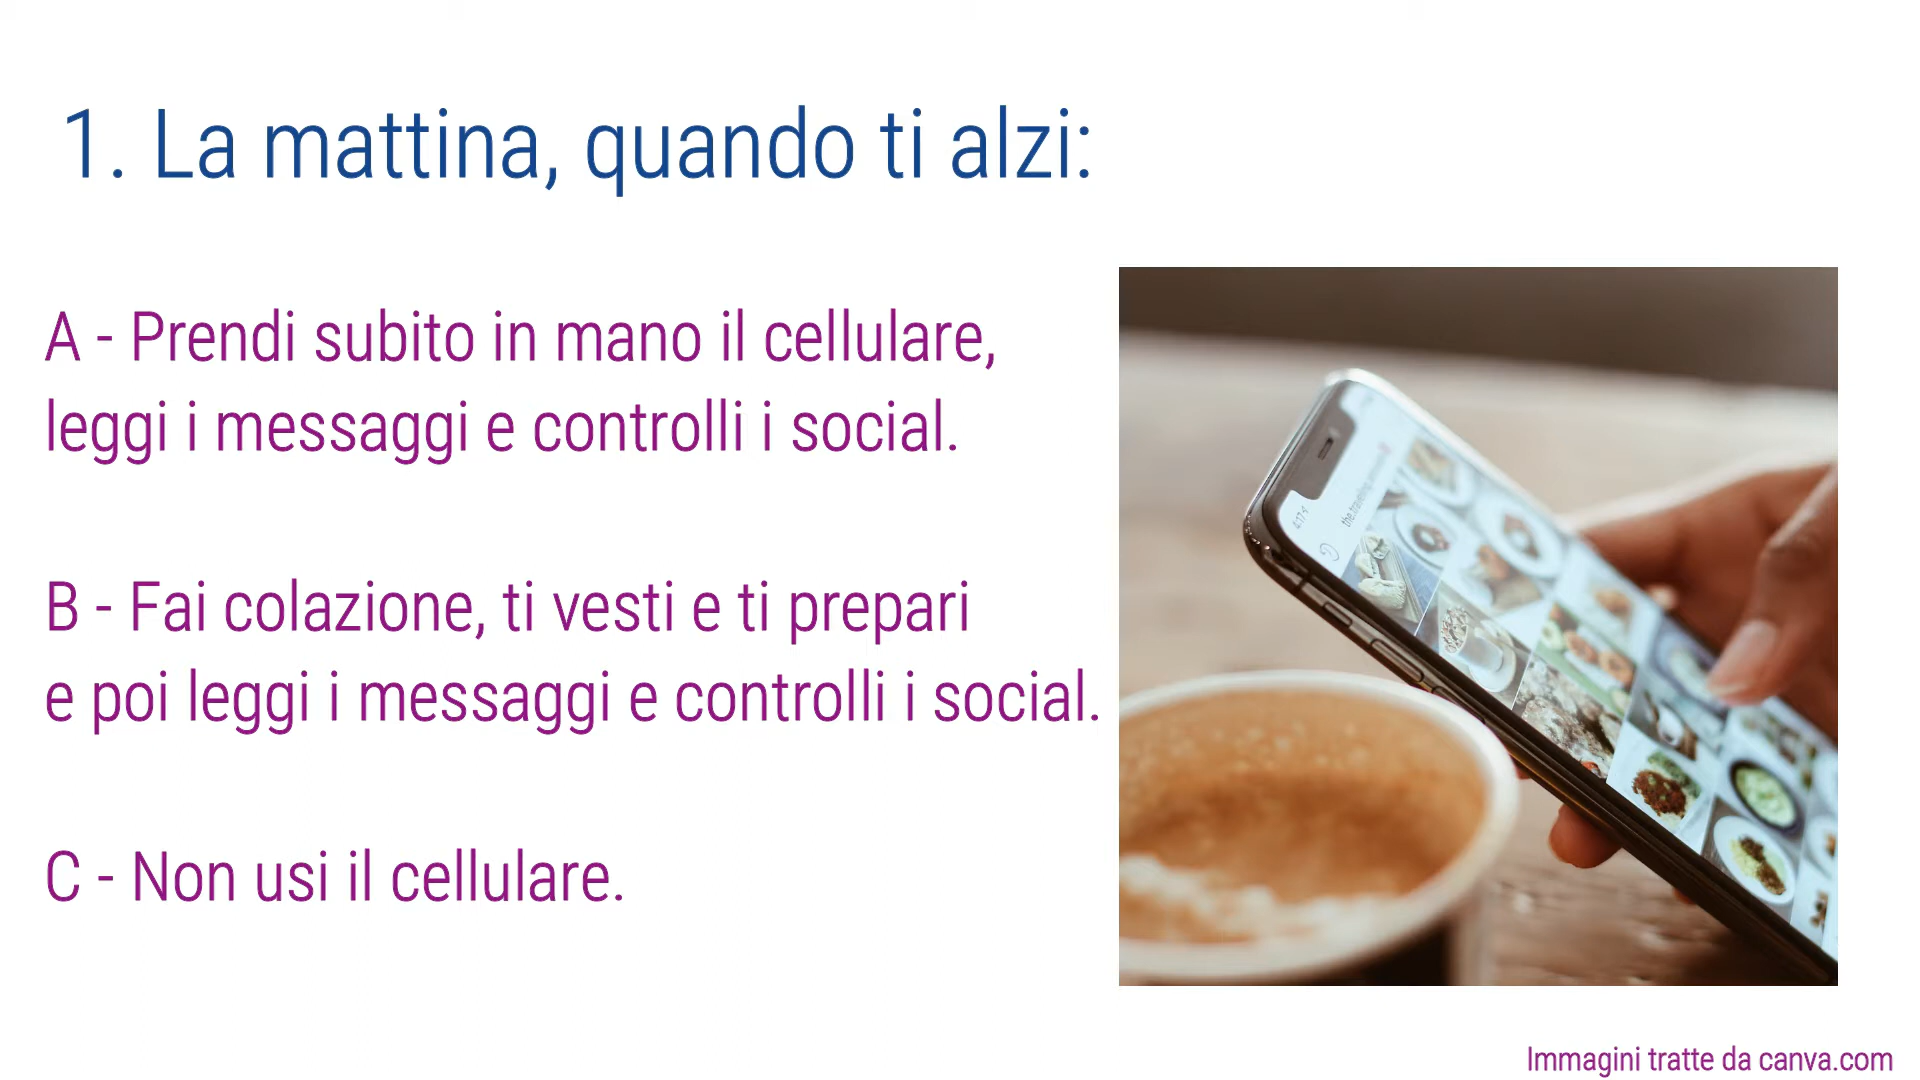 1. La mattina, quando ti alzi:
A - Prendi subito in mano il cellulare,
leggi i messaggi e controlli i social.
B - Fai colazione, ti vesti e ti prepari
e poi leggi i messaggi e controlli i social.
C - Non usi il cellulare.
Immagini tratte da canva.com